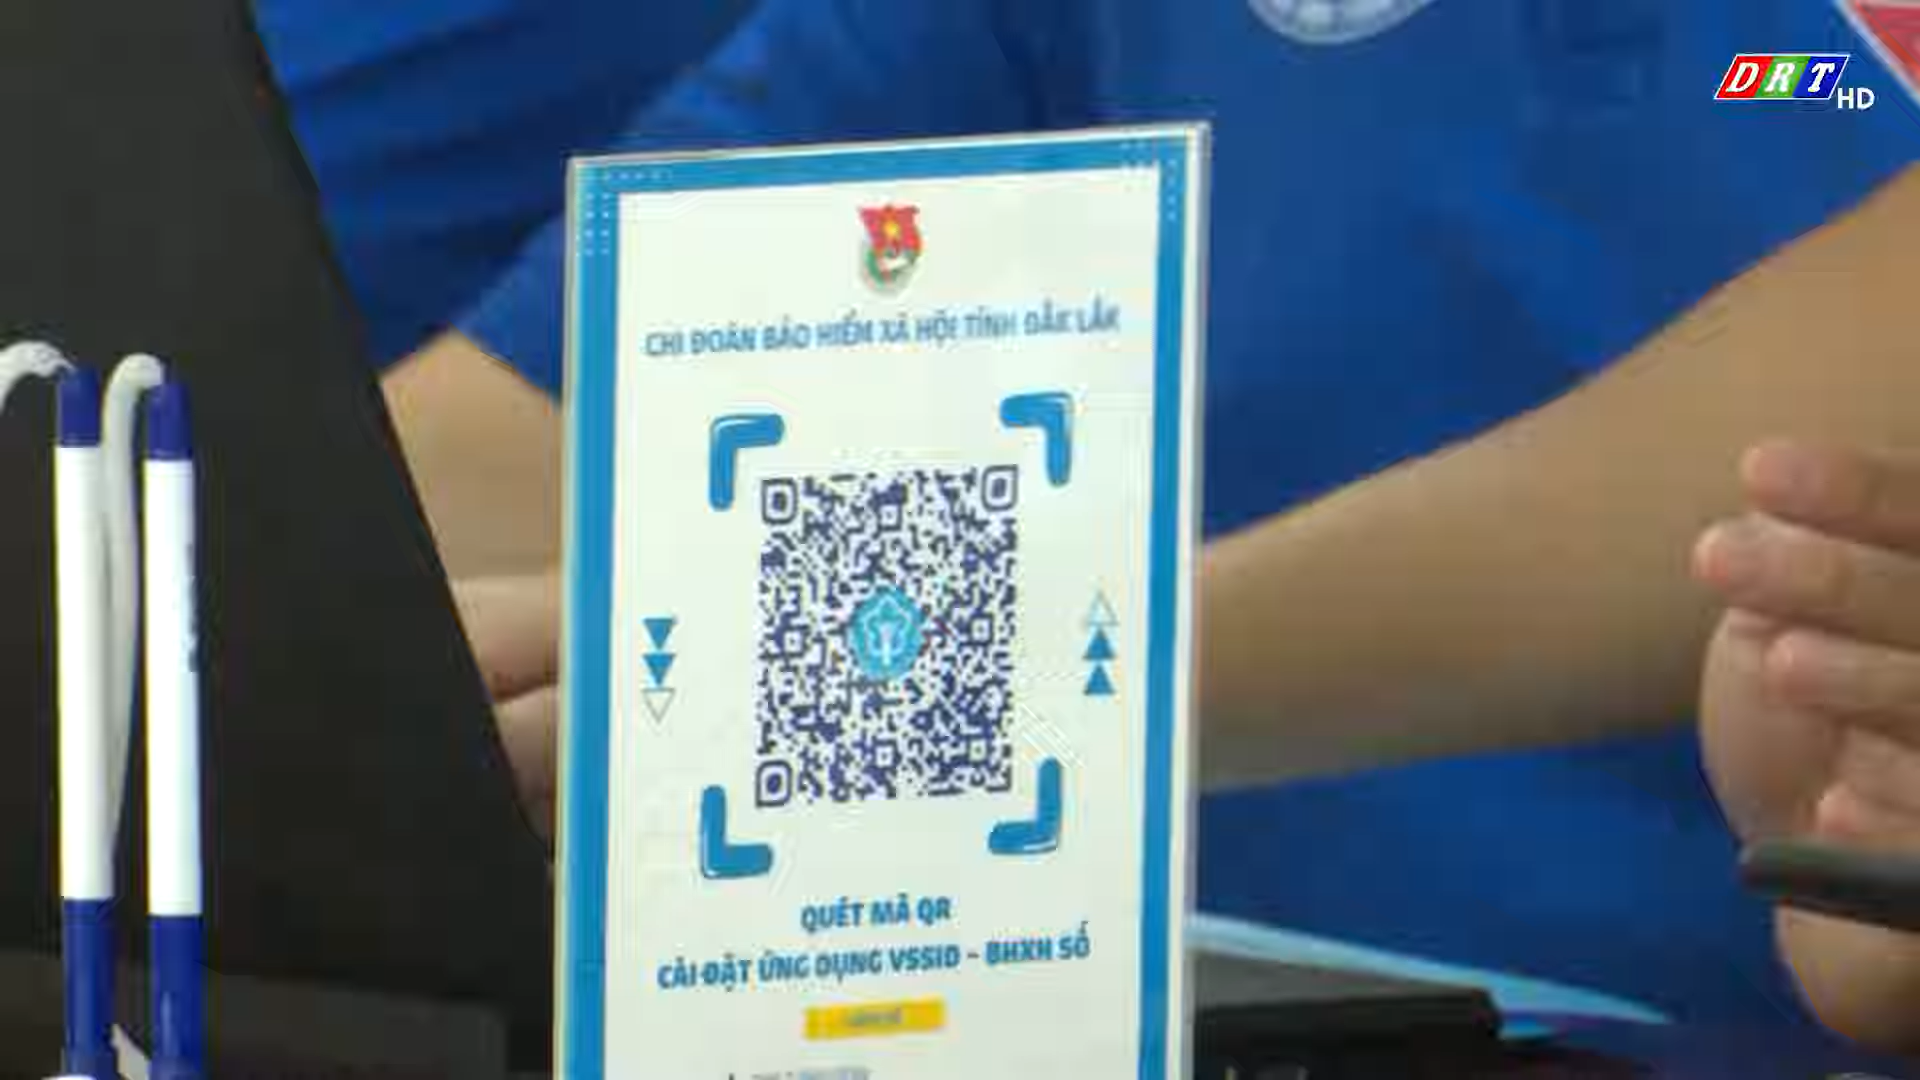 DRT HD
CHI ĐOÀN BẢO HIỂM XÃ HỘI TỈNH ĐẮK LẮK
QUÉT MÃ QR
CÀI ĐẶT ỨNG DỤNG VSSID - BHXH SỐ